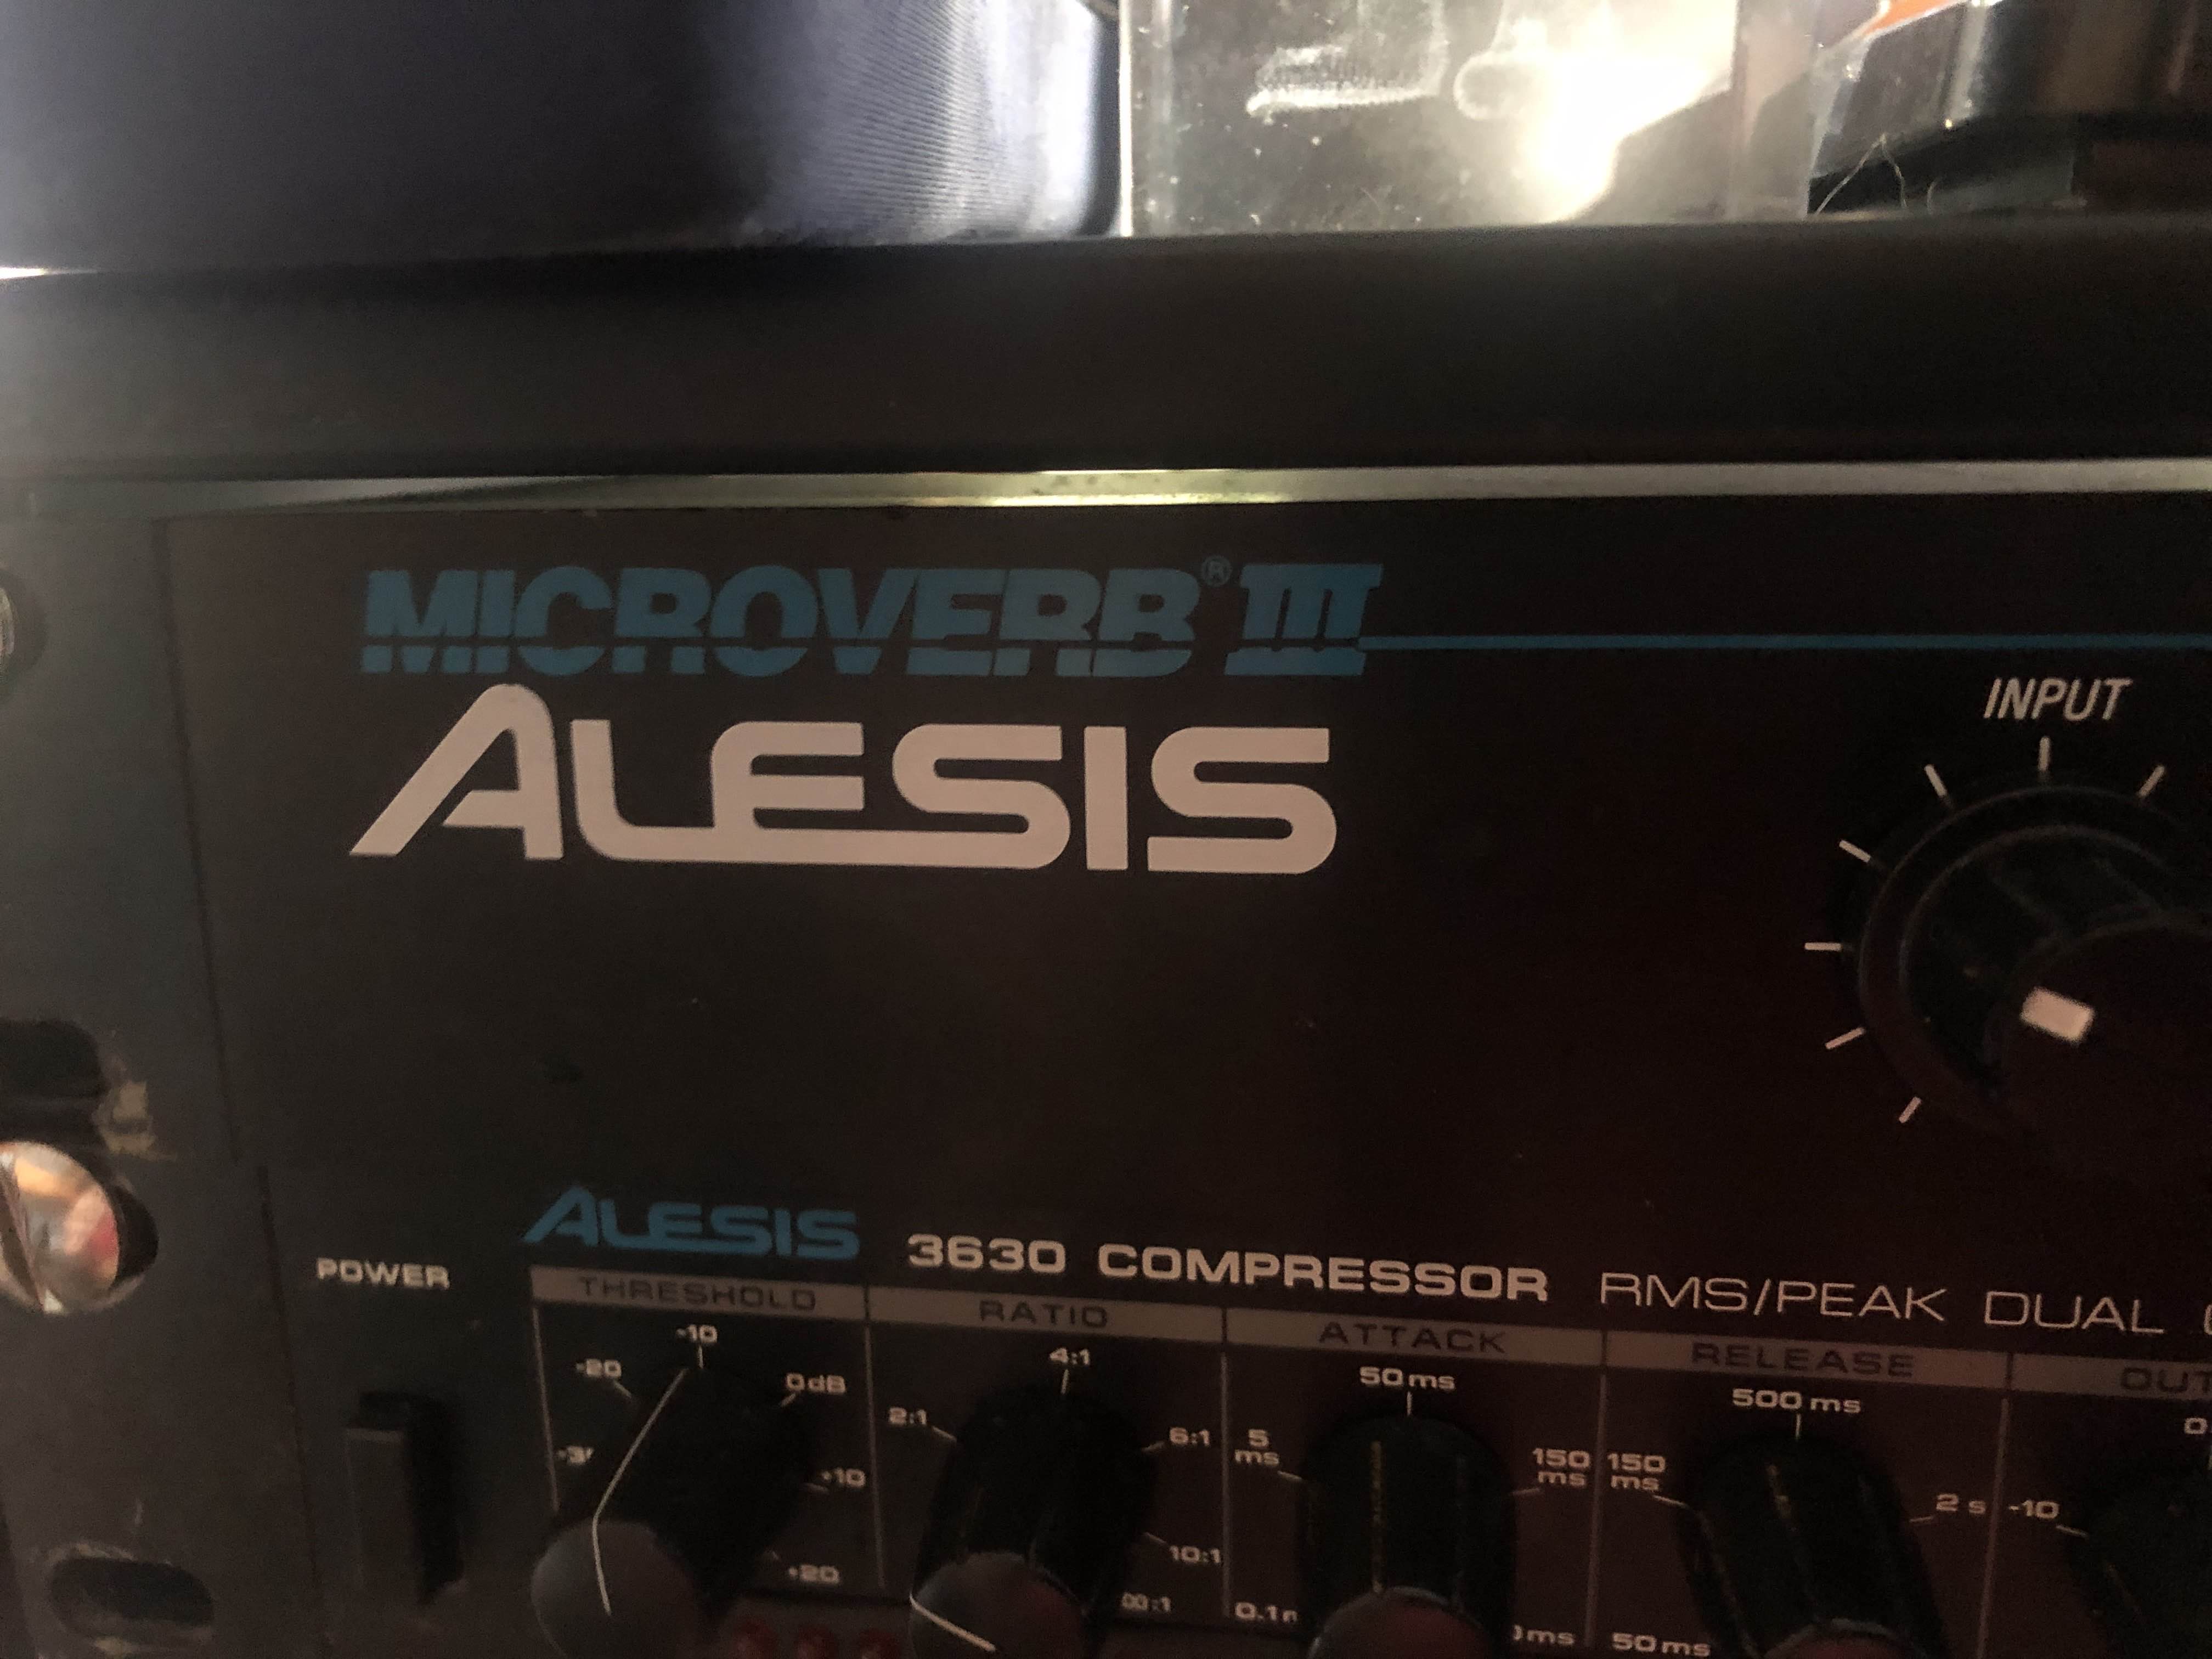 MICROVERB® III
ALESIS
INPUT
ALESIS 3630 COMPRESSOR RMS/PEAK DUAL
POWER
THRESHOLD RATIO ATTACK RELEASE
-10 4:1 50 ms 500 ms
-20 0dB 2:1 6:1 5 ms 150 ms 150 ms 2 s -10
+10 10:1
+20 ∞:1 50 ms